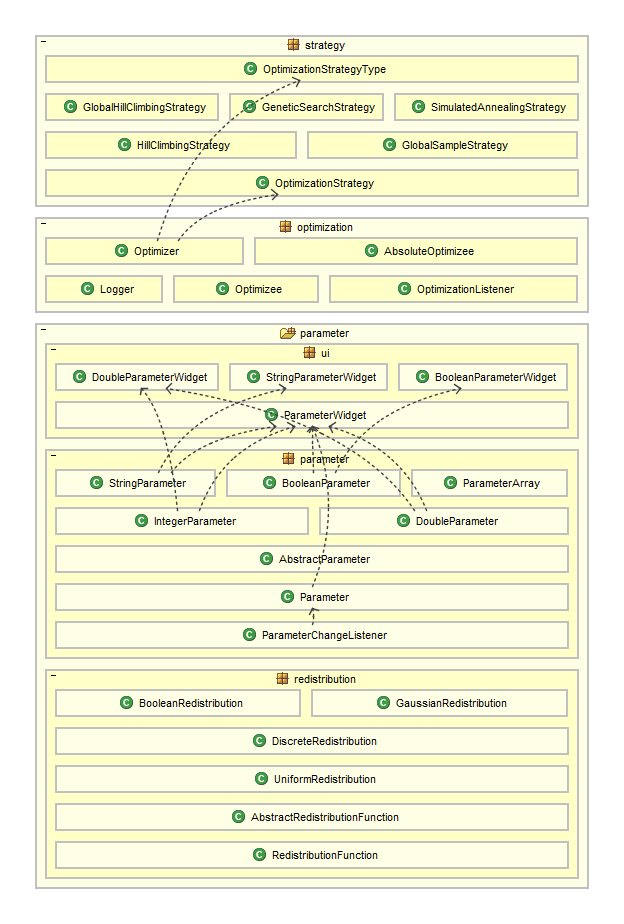 strategy
OptimizationStrategyType
GlobalHillClimbingStrategy
GeneticSearchStrategy
SimulatedAnnealingStrategy
HillClimbingStrategy
GlobalSampleStrategy
OptimizationStrategy
optimization
Optimizer
AbsoluteOptimizee
Logger
Optimizee
OptimizationListener
parameter
ui
DoubleParameterWidget
StringParameterWidget
BooleanParameterWidget
ParameterWidget
parameter
StringParameter
BooleanParameter
ParameterArray
IntegerParameter
DoubleParameter
AbstractParameter
Parameter
ParameterChangeListener
redistribution
BooleanRedistribution
GaussianRedistribution
DiscreteRedistribution
UniformRedistribution
AbstractRedistributionFunction
RedistributionFunction